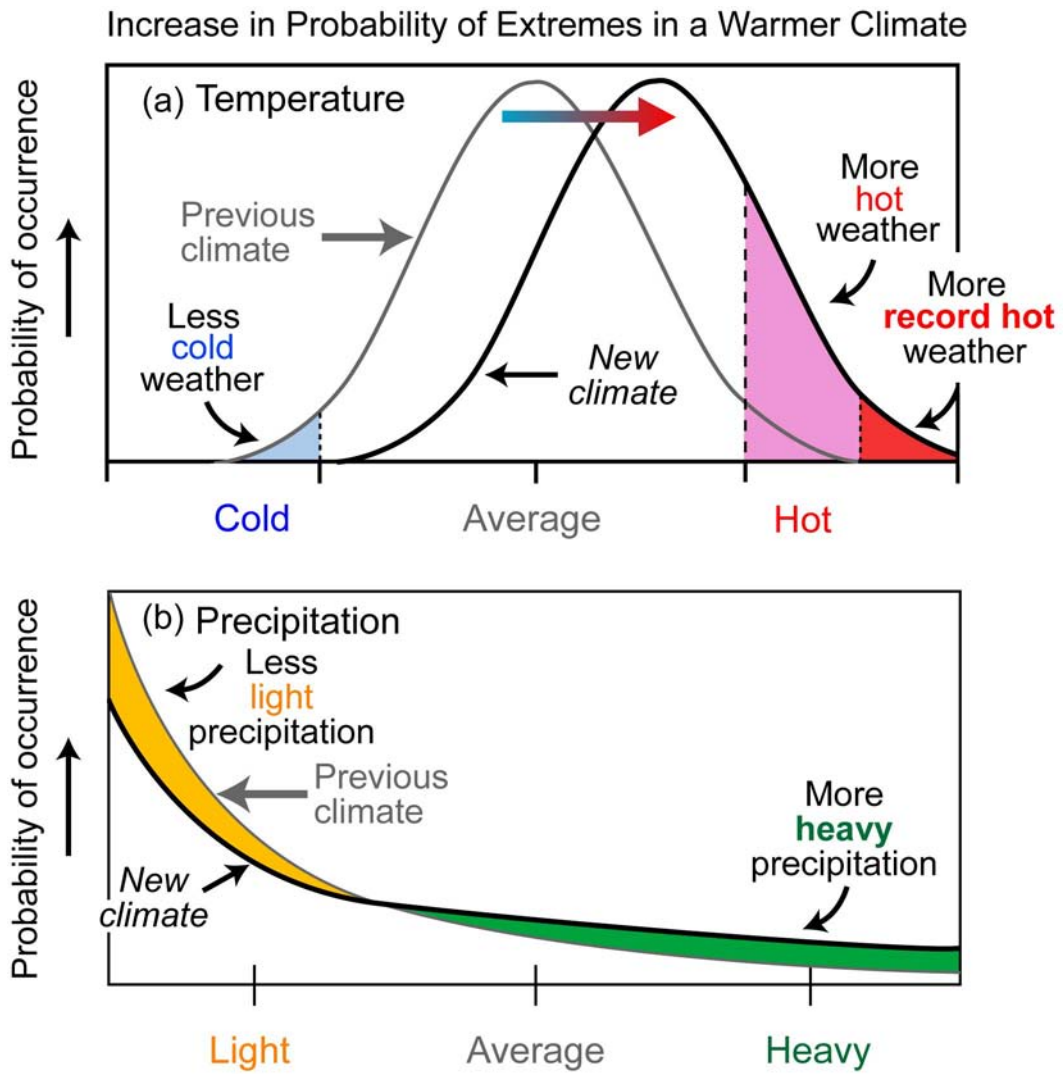 Increase in Probability of Extremes in a Warmer Climate
(a) Temperature
Probability of occurrence
Previous
climate
Less
cold
weather
New
climate
More
hot
weather
More
record hot
weather
Cold
Average
Hot
(b) Precipitation
Probability of occurrence
Less
light
precipitation
Previous
climate
New
climate
More
heavy
precipitation
Light
Average
Heavy